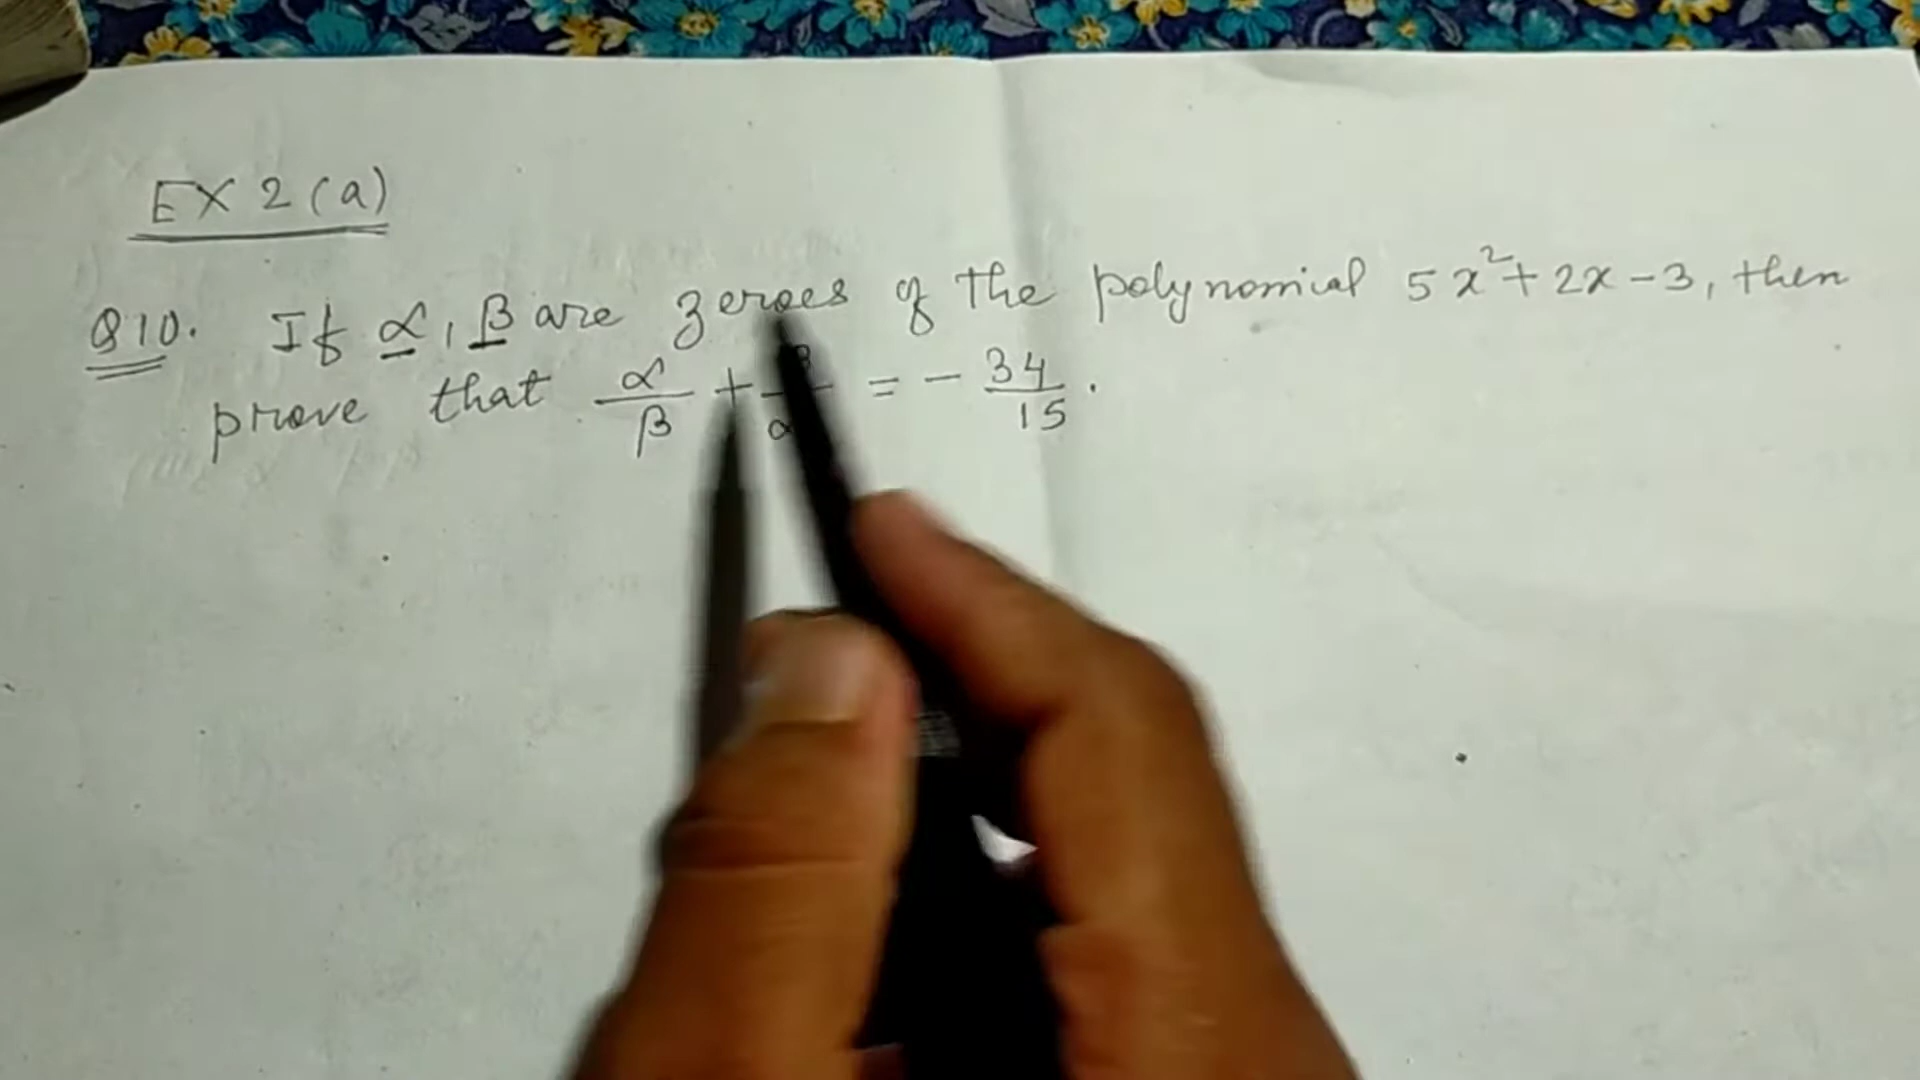 EX 2 (a)
Q10. If α, β are zeroes of the polynomial 5x²+2x-3, then
prove that α/β + β/α = - 34/15.